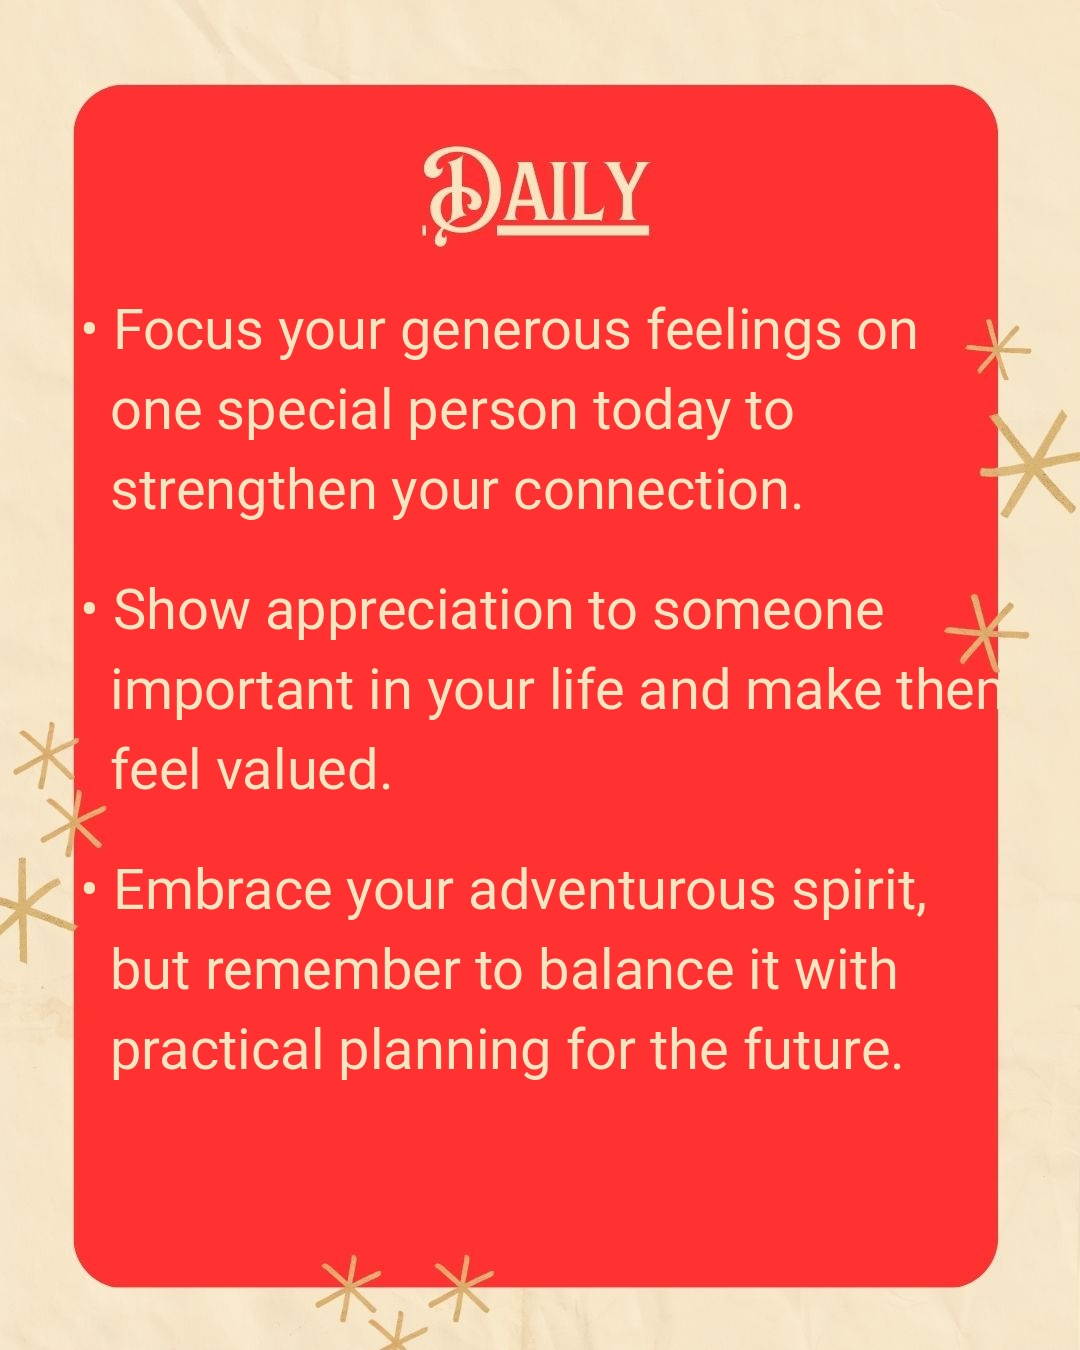 DAILY
• Focus your generous feelings on
one special person today to
strengthen your connection.
• Show appreciation to someone
important in your life and make them
feel valued.
• Embrace your adventurous spirit,
but remember to balance it with
practical planning for the future.